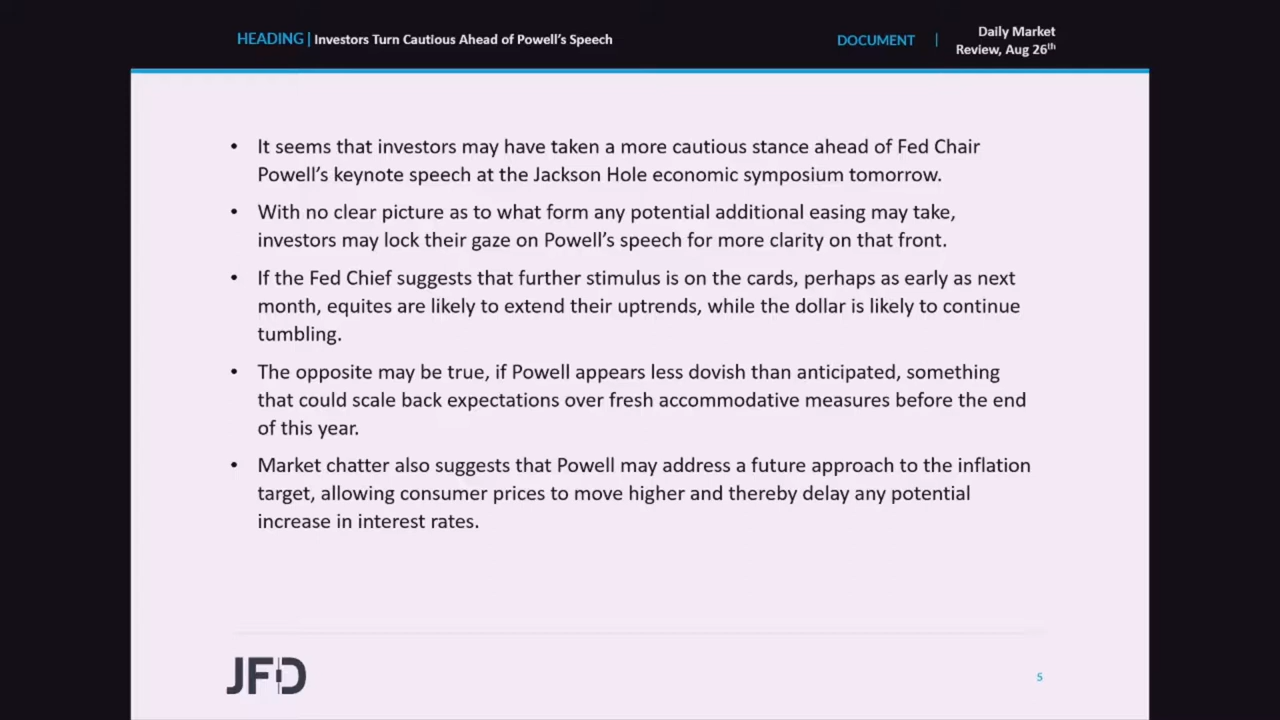 HEADING | Investors Turn Cautious Ahead of Powell's Speech
DOCUMENT | Daily Market
Review, Aug 26th
• It seems that investors may have taken a more cautious stance ahead of Fed Chair
Powell's keynote speech at the Jackson Hole economic symposium tomorrow.
• With no clear picture as to what form any potential additional easing may take,
investors may lock their gaze on Powell's speech for more clarity on that front.
• If the Fed Chief suggests that further stimulus is on the cards, perhaps as early as next
month, equites are likely to extend their uptrends, while the dollar is likely to continue
tumbling.
• The opposite may be true, if Powell appears less dovish than anticipated, something
that could scale back expectations over fresh accommodative measures before the end
of this year.
• Market chatter also suggests that Powell may address a future approach to the inflation
target, allowing consumer prices to move higher and thereby delay any potential
increase in interest rates.
JFD
5